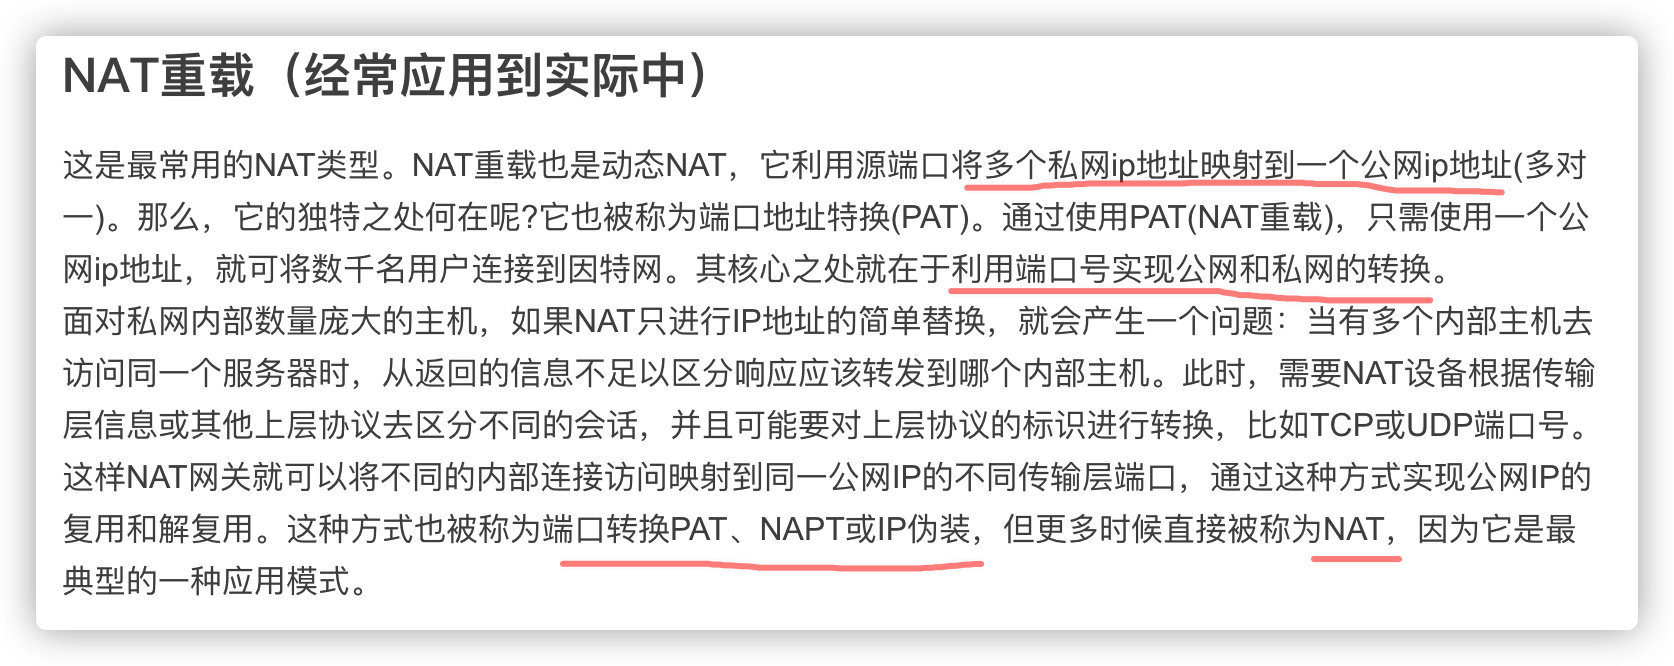 NAT重载（经常应用到实际中）
这是最常用的NAT类型。NAT重载也是动态NAT，它利用源端口将多个私网ip地址映射到一个公网ip地址(多对
一)。那么，它的独特之处何在呢?它也被称为端口地址特换(PAT)。通过使用PAT(NAT重载)，只需使用一个公
网ip地址，就可将数千名用户连接到因特网。其核心之处就在于利用端口号实现公网和私网的转换。
面对私网内部数量庞大的主机，如果NAT只进行IP地址的简单替换，就会产生一个问题：当有多个内部主机去
访问同一个服务器时，从返回的信息不足以区分响应应该转发到哪个内部主机。此时，需要NAT设备根据传输
层信息或其他上层协议去区分不同的会话，并且可能要对上层协议的标识进行转换，比如TCP或UDP端口号。
这样NAT网关就可以将不同的内部连接访问映射到同一公网IP的不同传输层端口，通过这种方式实现公网IP的
复用和解复用。这种方式也被称为端口转换PAT、NAPT或IP伪装，但更多时候直接被称为NAT，因为它是最
典型的一种应用模式。